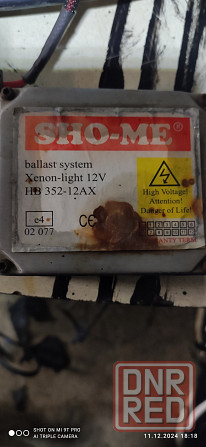 SHO-ME®
ballast system
Xenon-light 12V
HB 352-12AX
High Voltage!
Attention!
Danger of Life!
e4
02 077
CE
SHOT ON MI 9T PRO
AI TRIPLE CAMERA
11.12.2024 18:18
DNR
RED